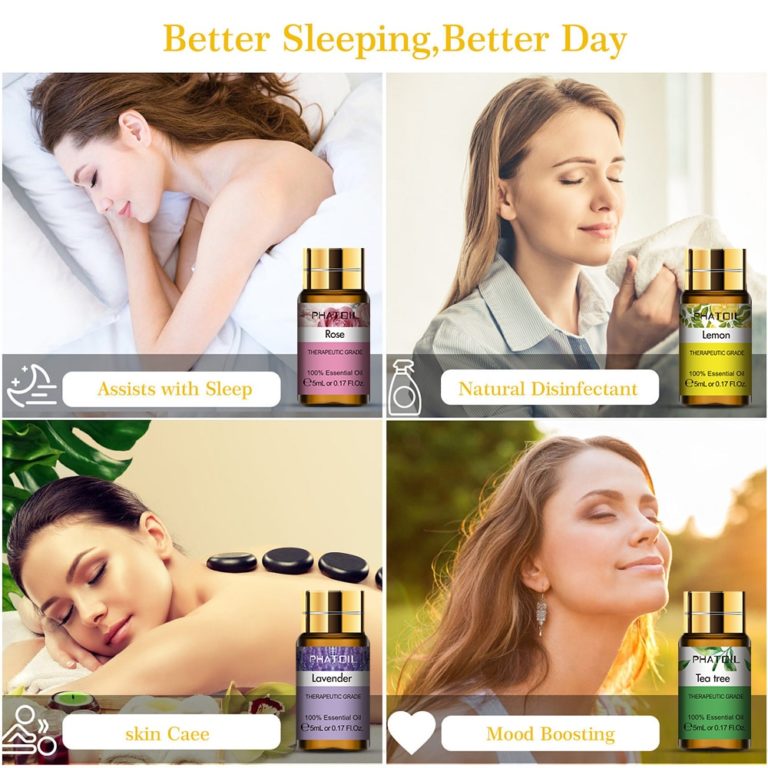 Better Sleeping,Better Day
PHATOIL
Rose
THERAPEUTIC GRADE
100% Essential Oil
℮5mL or 0.17 Fl.Oz.
Assists with Sleep
PHATOIL
Lemon
THERAPEUTIC GRADE
100% Essential Oil
℮5mL or 0.17 Fl.Oz.
Natural Disinfectant
PHATOIL
Lavender
THERAPEUTIC GRADE
100% Essential Oil
℮5mL or 0.17 Fl.Oz.
skin Caee
PHATOIL
Tea tree
THERAPEUTIC GRADE
100% Essential Oil
℮5mL or 0.17 Fl.Oz.
Mood Boosting